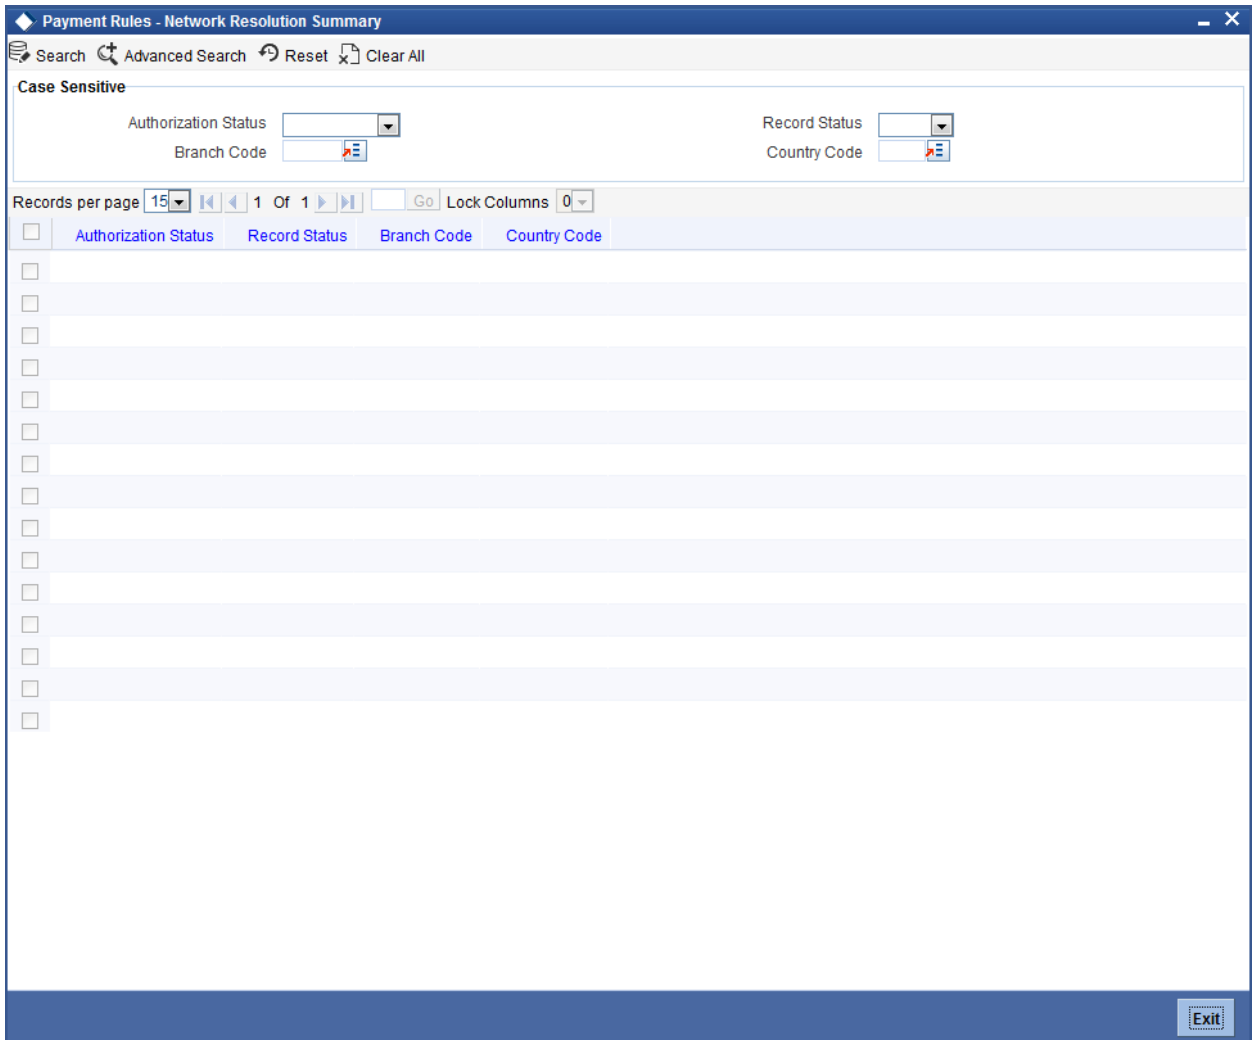 Payment Rules - Network Resolution Summary
Search Advanced Search Reset Clear All
Case Sensitive
Authorization Status Record Status
Branch Code Country Code
Records per page 15 1 Of 1 Go Lock Columns 0
Authorization Status Record Status Branch Code Country Code
Exit